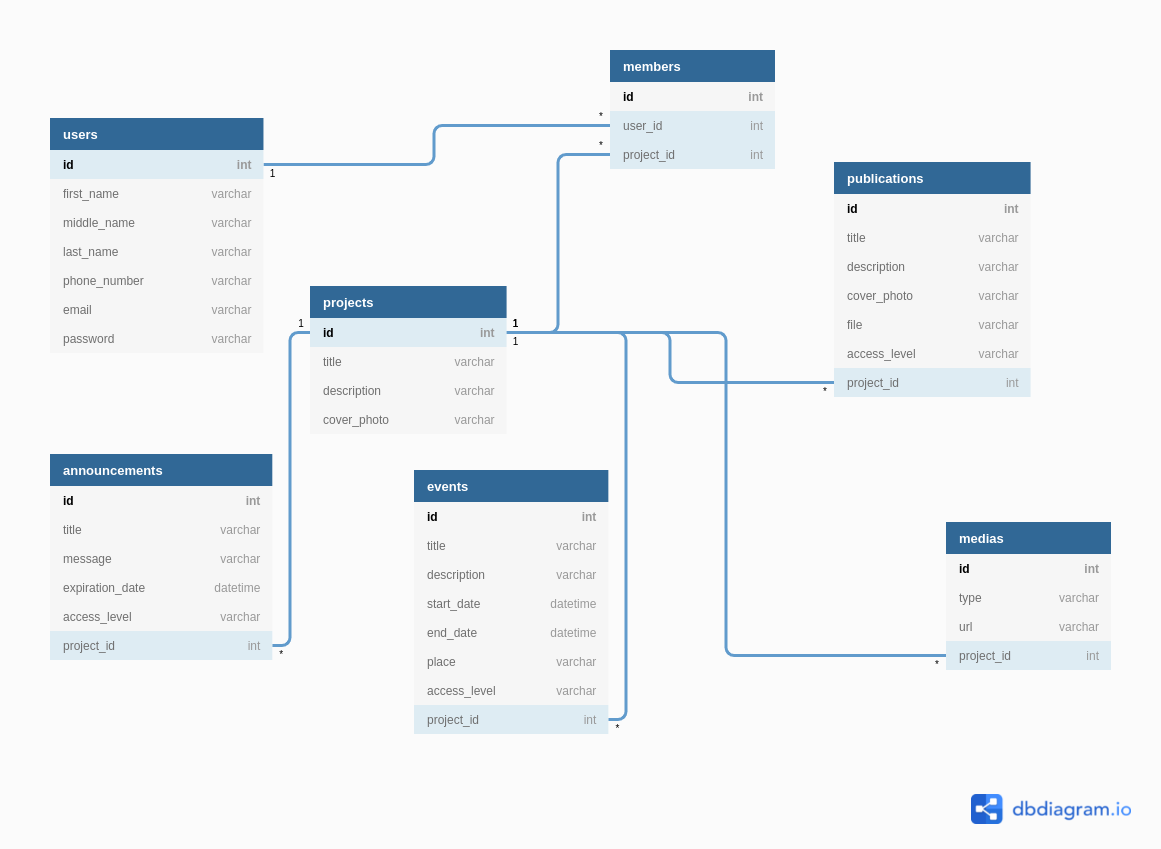 members
id int
* user_id int
* project_id int
users
id int
1
first_name varchar
middle_name varchar
last_name varchar
phone_number varchar
email varchar
password varchar
publications
id int
title varchar
description varchar
cover_photo varchar
file varchar
access_level varchar
project_id int
*
projects
1 id int 1
1
title varchar
description varchar
cover_photo varchar
announcements
id int
title varchar
message varchar
expiration_date datetime
access_level varchar
project_id int
*
events
id int
title varchar
description varchar
start_date datetime
end_date datetime
place varchar
access_level varchar
project_id int
*
medias
id int
type varchar
url varchar
project_id int
*
dbdiagram.io